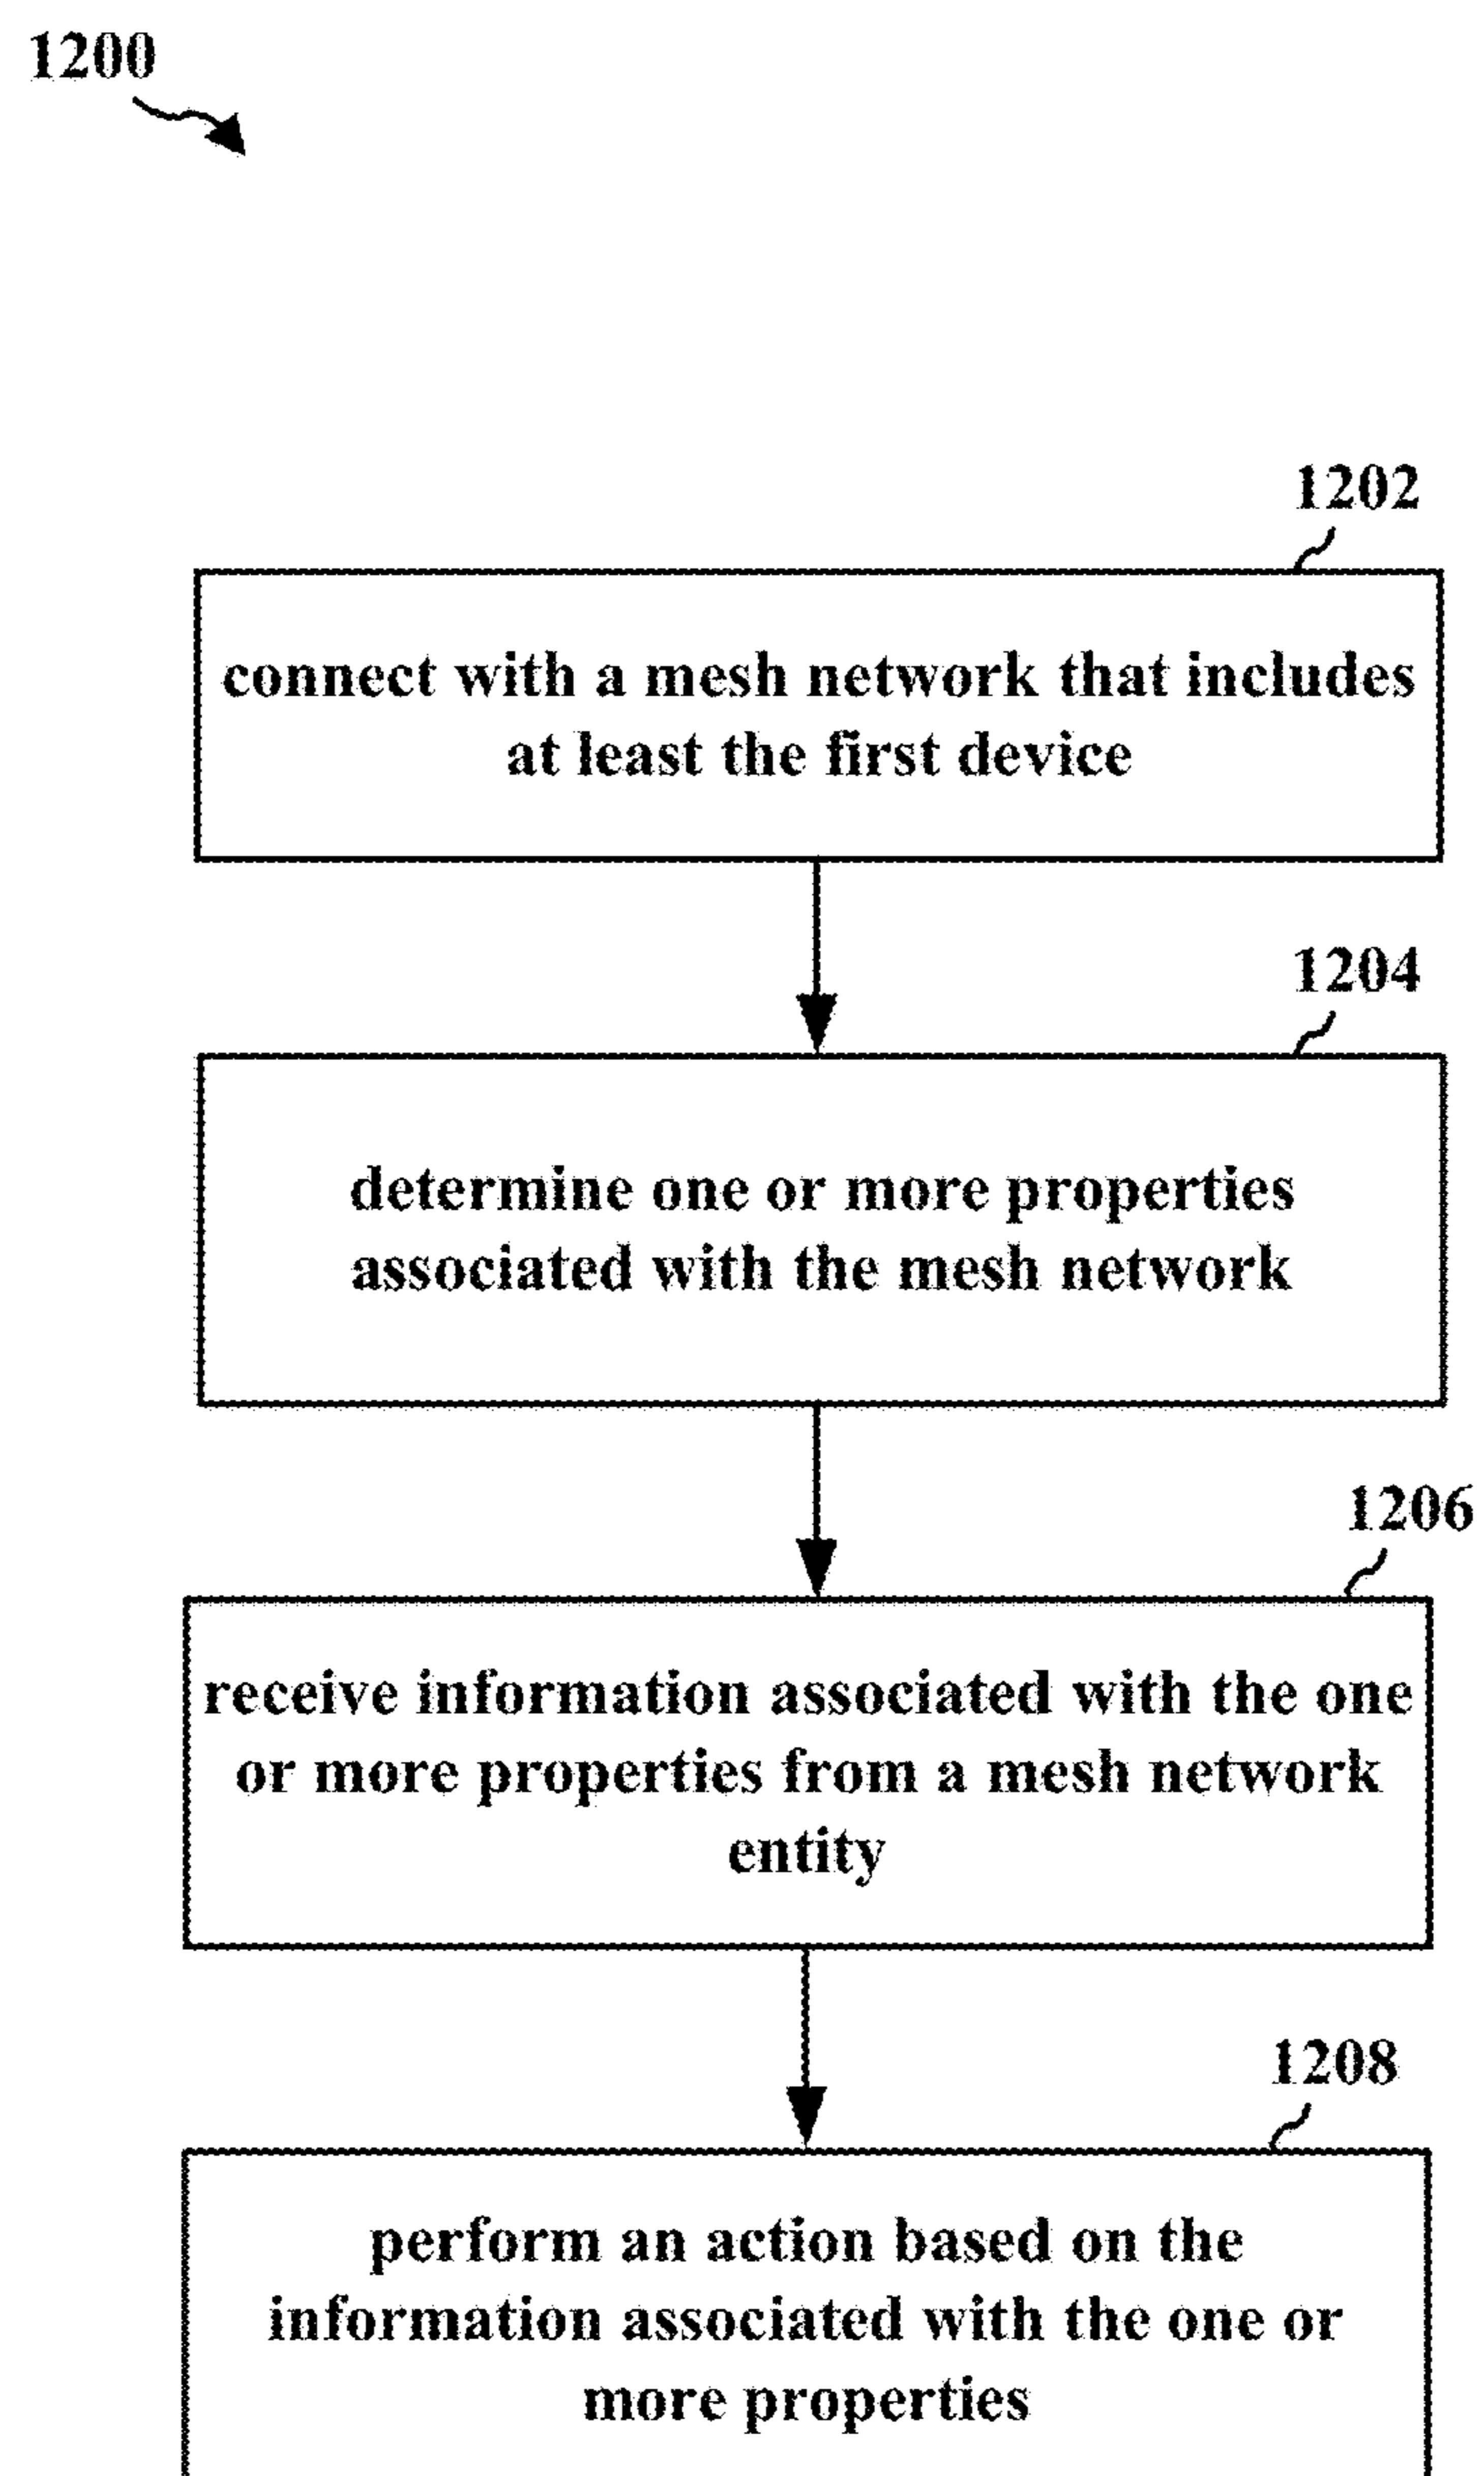 1200
1202
connect with a mesh network that includes
at least the first device
1204
determine one or more properties
associated with the mesh network
1206
receive information associated with the one
or more properties from a mesh network
entity
1208
perform an action based on the
information associated with the one or
more properties